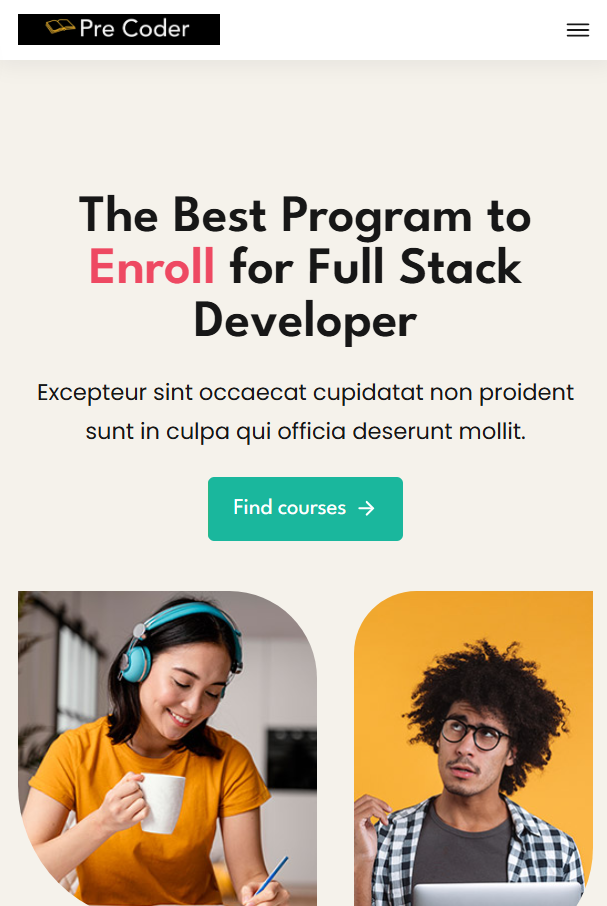 Pre Coder
The Best Program to
Enroll for Full Stack
Developer
Excepteur sint occaecat cupidatat non proident
sunt in culpa qui officia deserunt mollit.
Find courses →